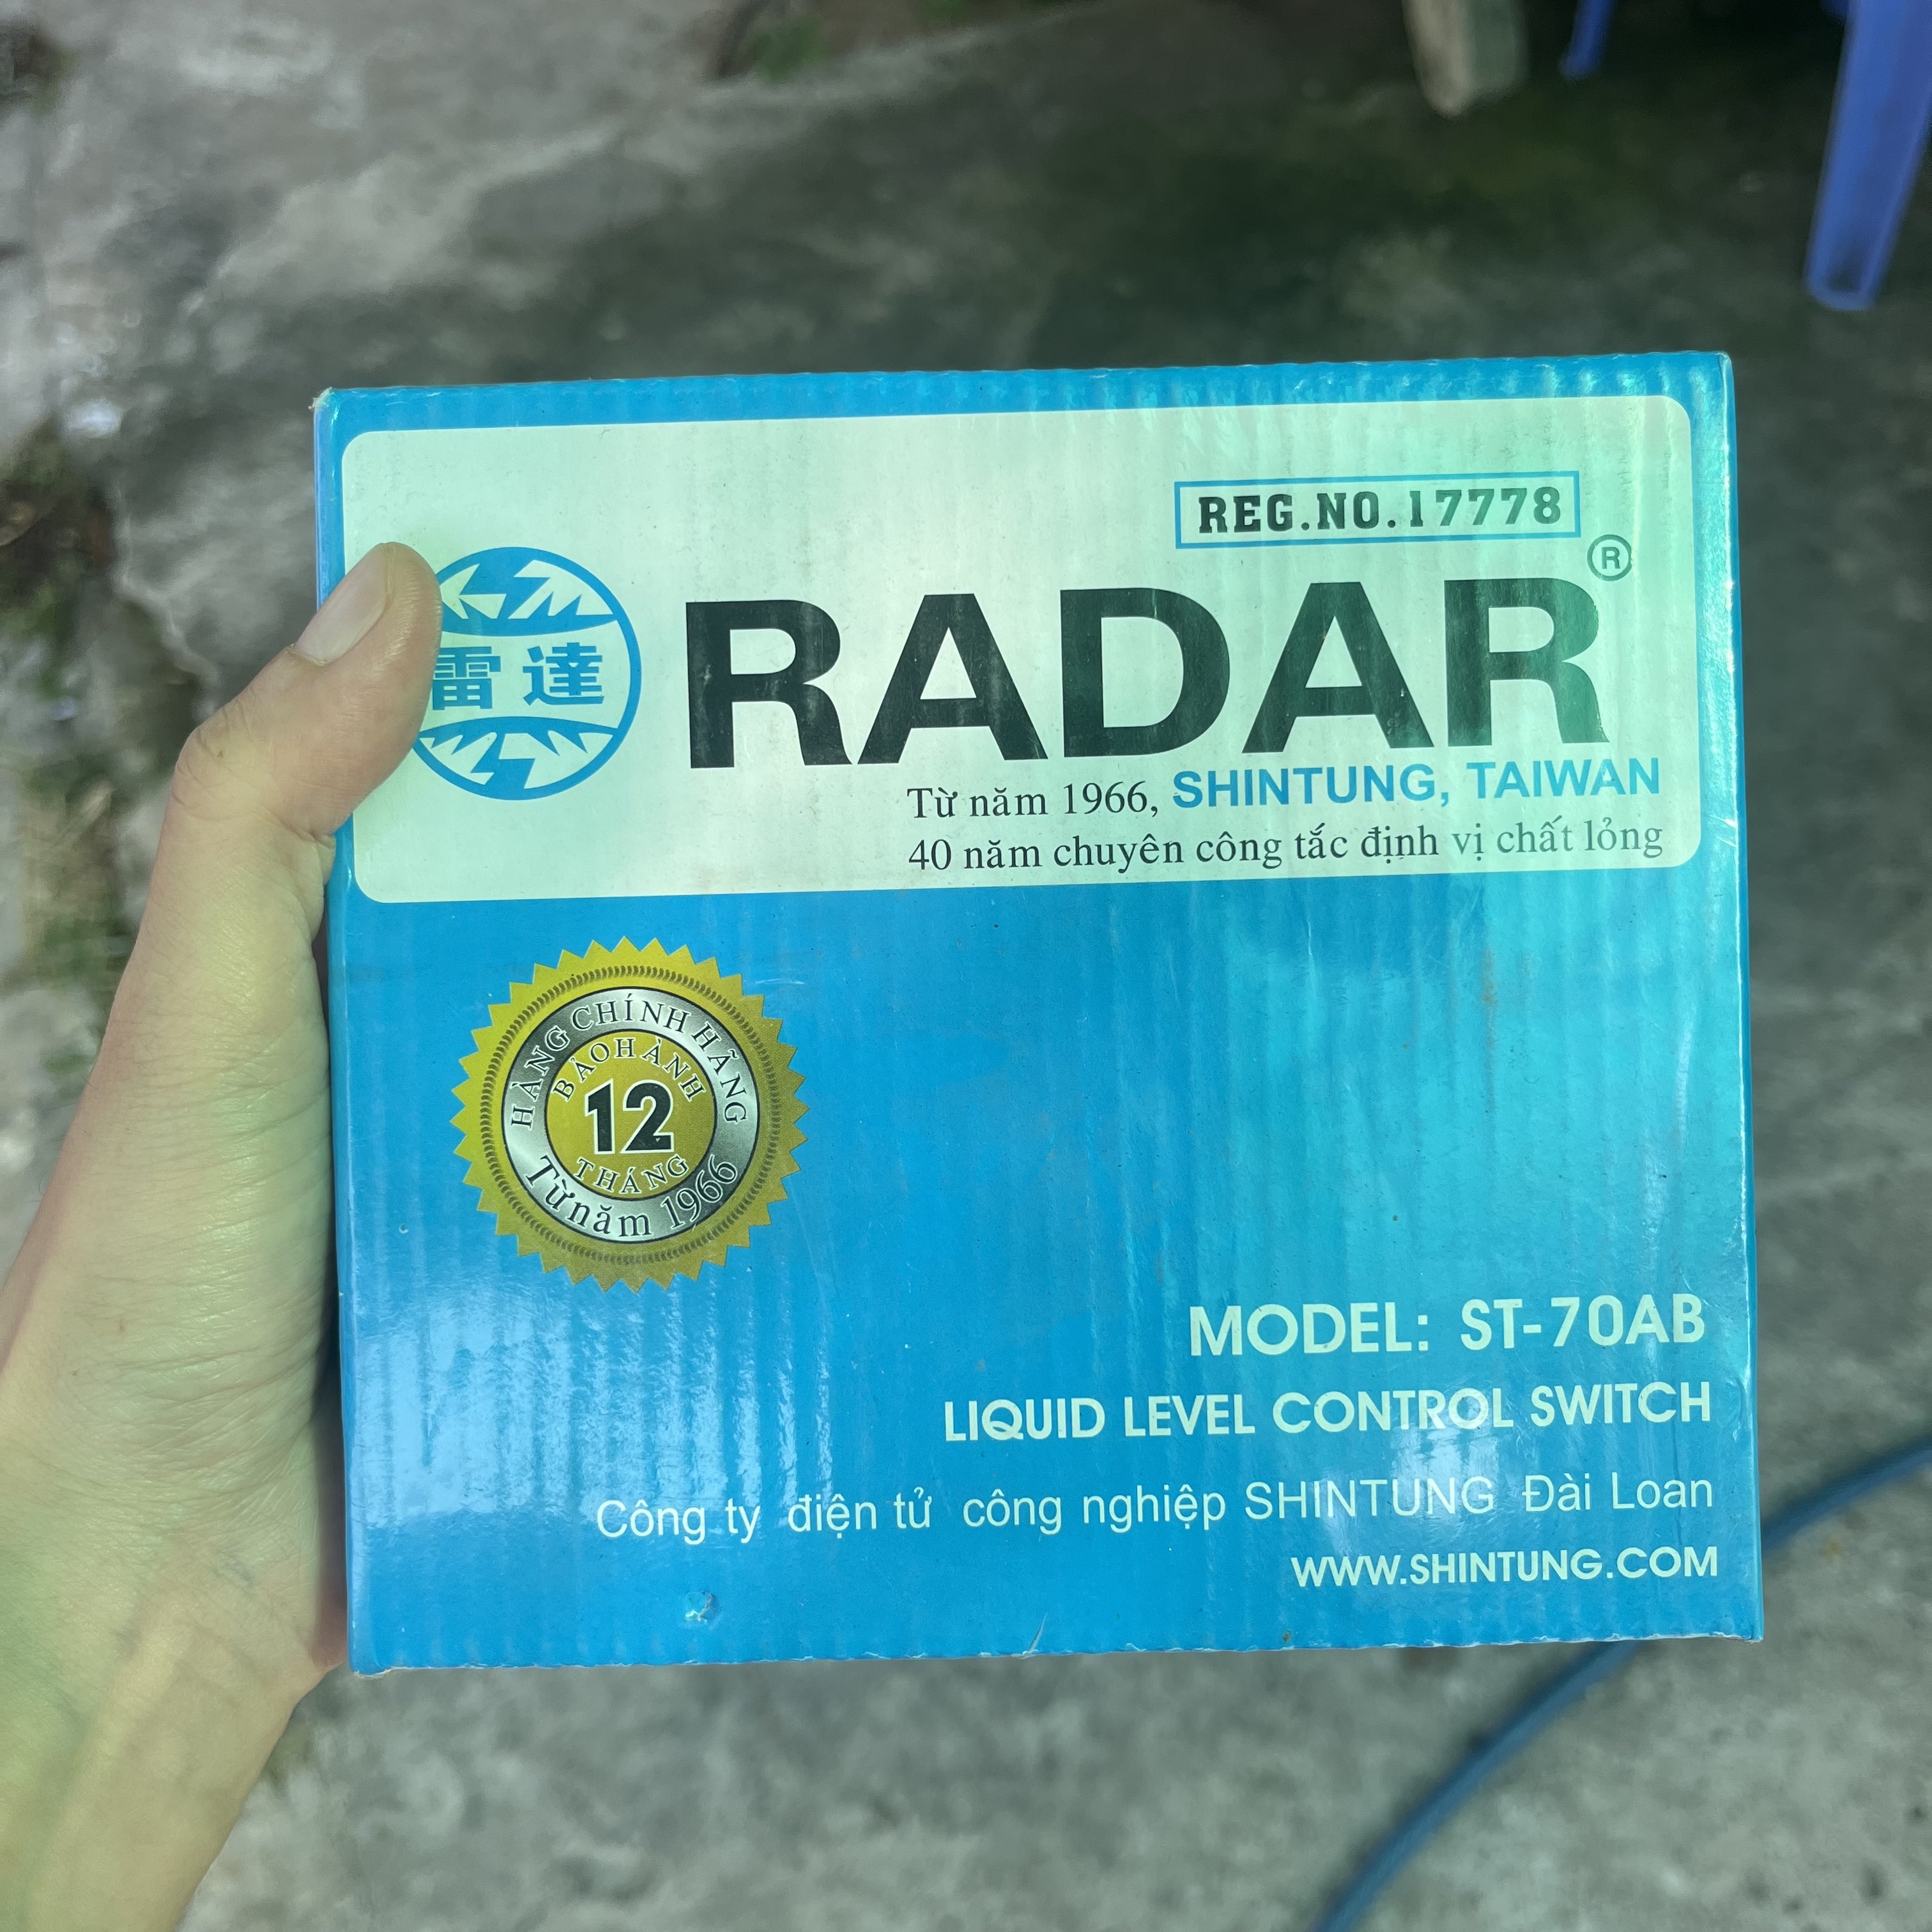 REG.NO.17778
雷達
RADAR®
Từ năm 1966, SHINTUNG, TAIWAN
40 năm chuyên công tắc định vị chất lỏng
HÀNG CHÍNH HÃNG
BẢO HÀNH
12
THÁNG
Từ năm 1966
MODEL: ST-70AB
LIQUID LEVEL CONTROL SWITCH
Công ty điện tử công nghiệp SHINTUNG Đài Loan
WWW.SHINTUNG.COM